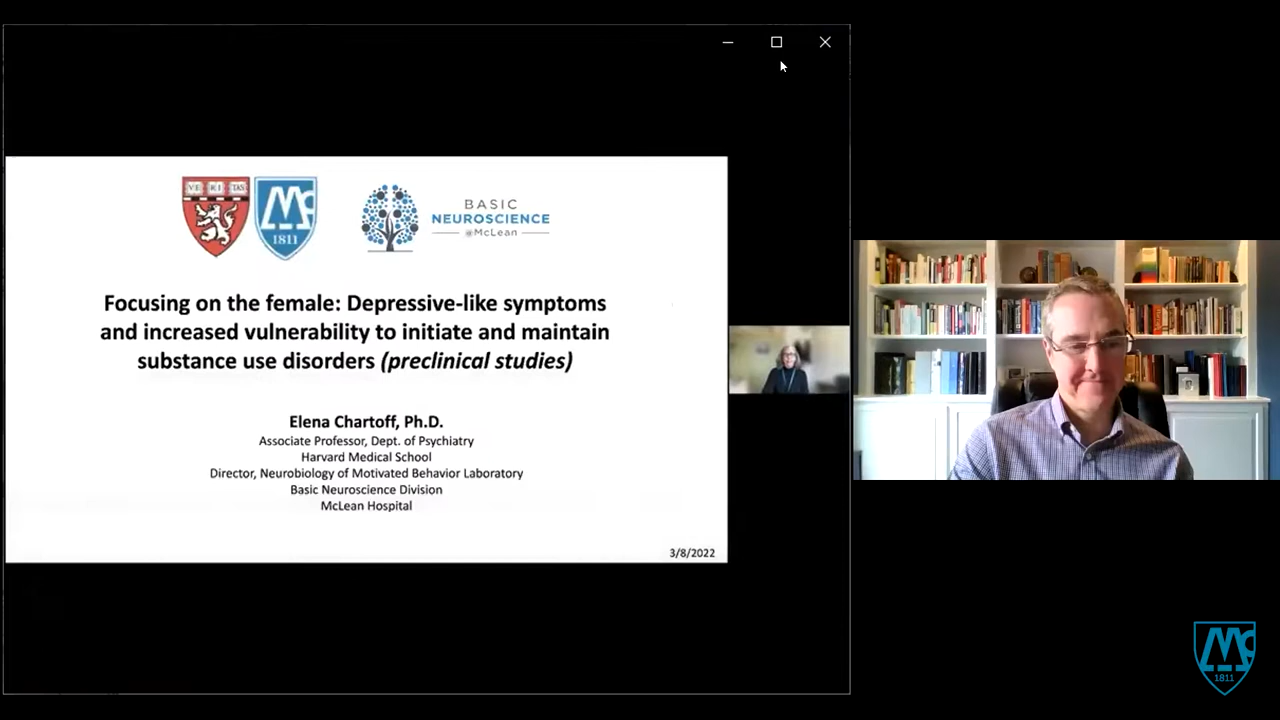 VE RI TAS
1811
BASIC
NEUROSCIENCE
@McLean
Focusing on the female: Depressive-like symptoms
and increased vulnerability to initiate and maintain
substance use disorders (preclinical studies)
Elena Chartoff, Ph.D.
Associate Professor, Dept. of Psychiatry
Harvard Medical School
Director, Neurobiology of Motivated Behavior Laboratory
Basic Neuroscience Division
McLean Hospital
3/8/2022
1811